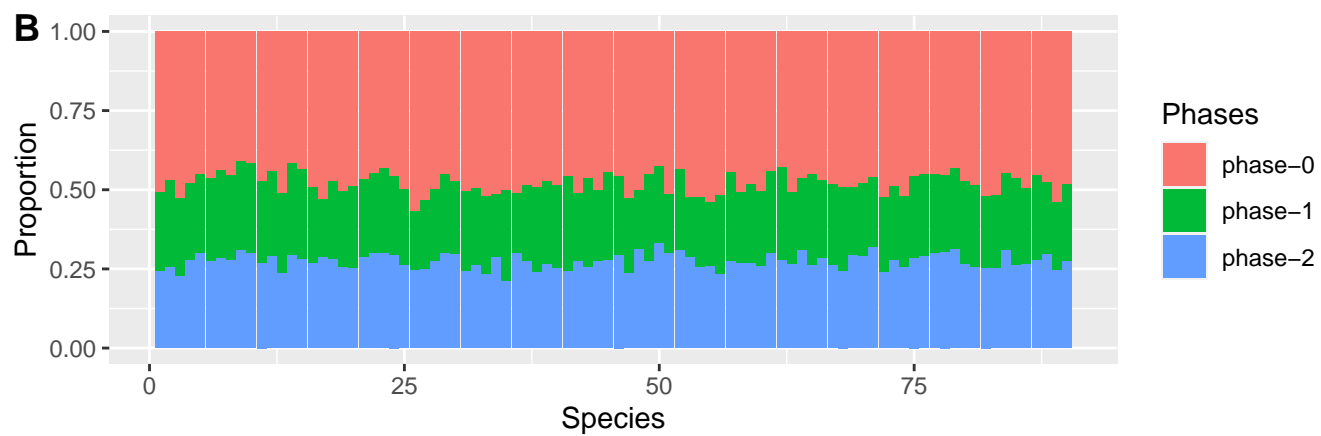 B
1.00
0.75
0.50
0.25
0.00
Proportion
0 25 50 75
Species
Phases
phase−0
phase−1
phase−2